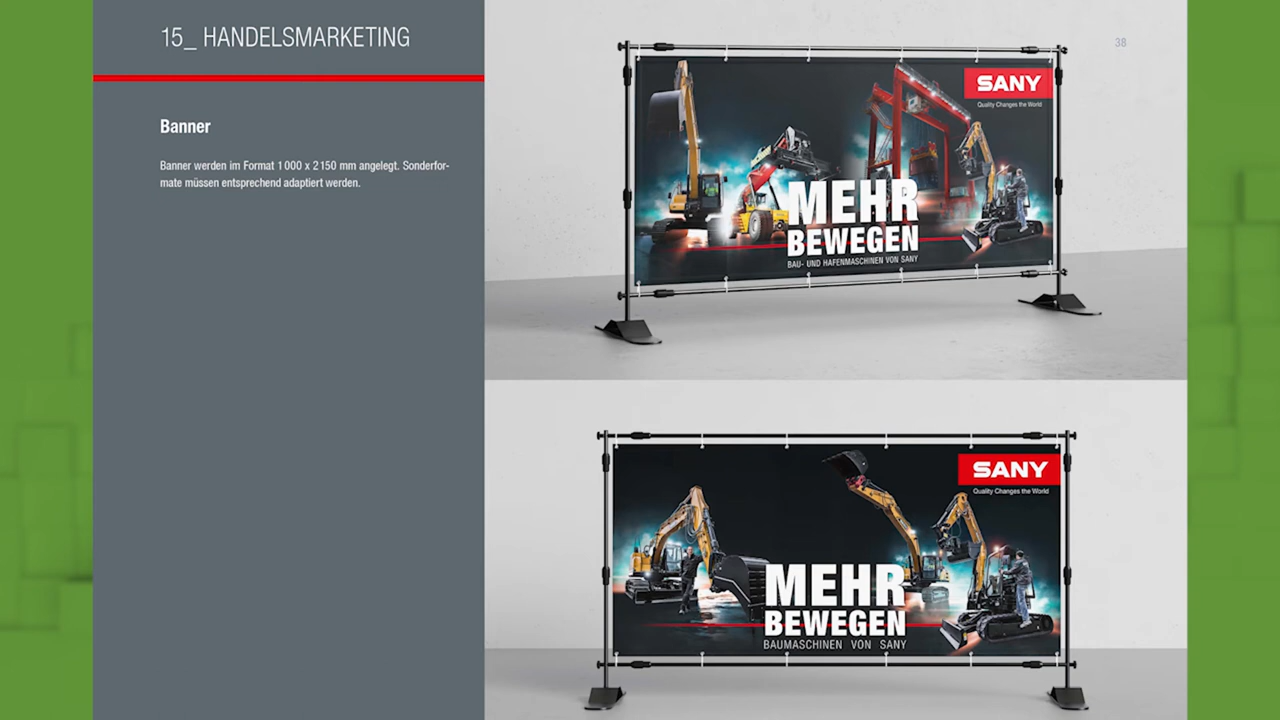 15_ HANDELSMARKETING
Banner
Banner werden im Format 1 000 x 2 150 mm angelegt. Sonderfor-
mate müssen entsprechend adaptiert werden.
38
SANY
Quality Changes the World
MEHR
BEWEGEN
BAU- UND HAFENMASCHINEN VON SANY
SANY
Quality Changes the World
MEHR
BEWEGEN
BAUMASCHINEN VON SANY